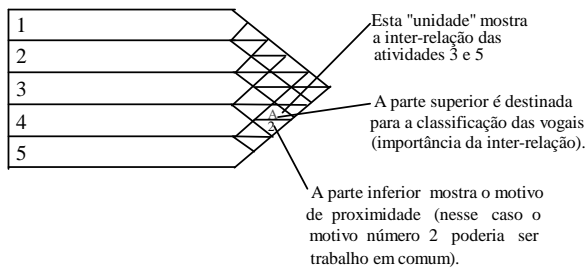 1
2
3
4
5
A
2
Esta "unidade" mostra
a inter-relação das
atividades 3 e 5
A parte superior é destinada
para a classificação das vogais
(importância da inter-relação).
A parte inferior mostra o motivo
de proximidade (nesse caso o
motivo número 2 poderia ser
trabalho em comum).